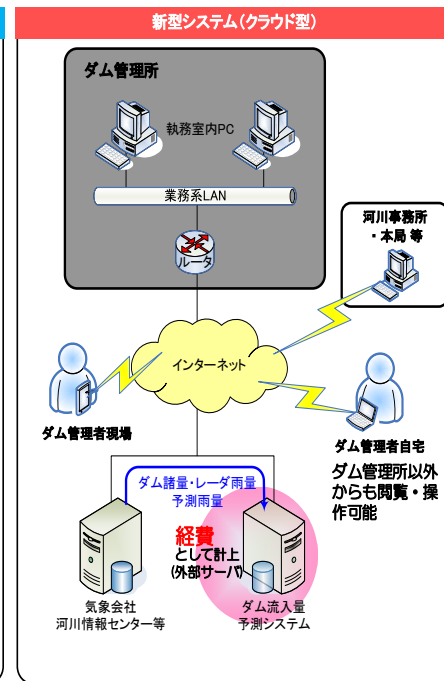 新型システム(クラウド型)
ダム管理所
執務室内PC
業務系LAN
ルータ
河川事務所
・本局 等
インターネット
ダム管理者現場
ダム管理者自宅
ダム管理所以外
からも閲覧・操
作可能
ダム諸量・レーダ雨量
予測雨量
経費
として計上
(外部サーバ)
気象会社
河川情報センター等
ダム流入量
予測システム